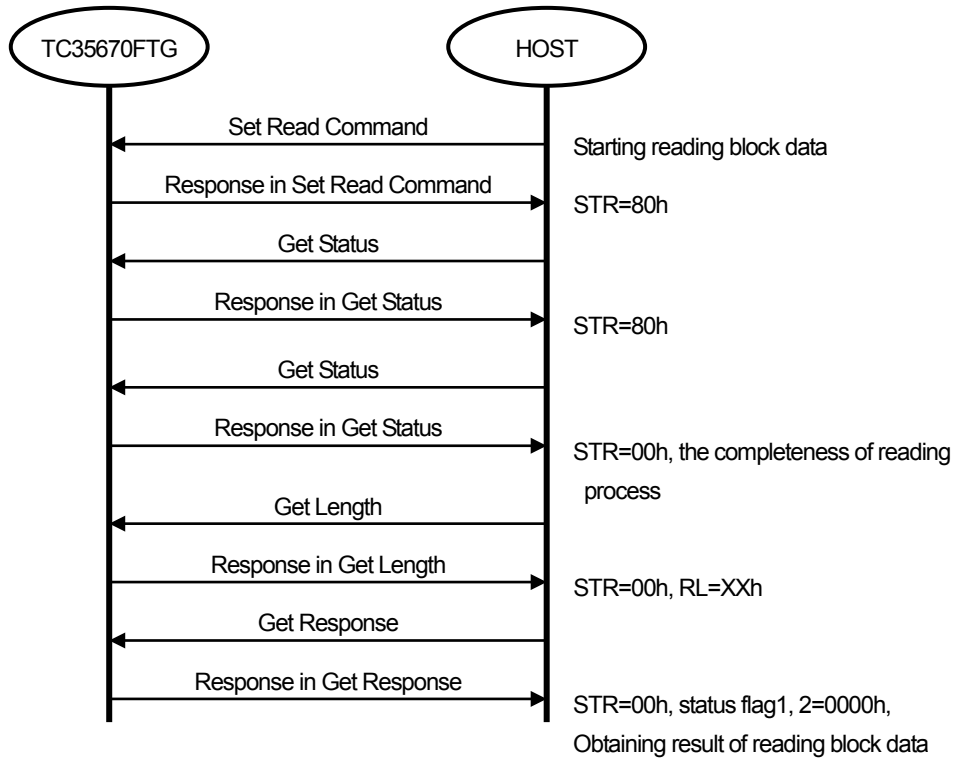 TC35670FTG
HOST
Set Read Command
Starting reading block data
Response in Set Read Command
STR=80h
Get Status
Response in Get Status
STR=80h
Get Status
Response in Get Status
STR=00h, the completeness of reading
process
Get Length
Response in Get Length
STR=00h, RL=XXh
Get Response
Response in Get Response
STR=00h, status flag1, 2=0000h,
Obtaining result of reading block data